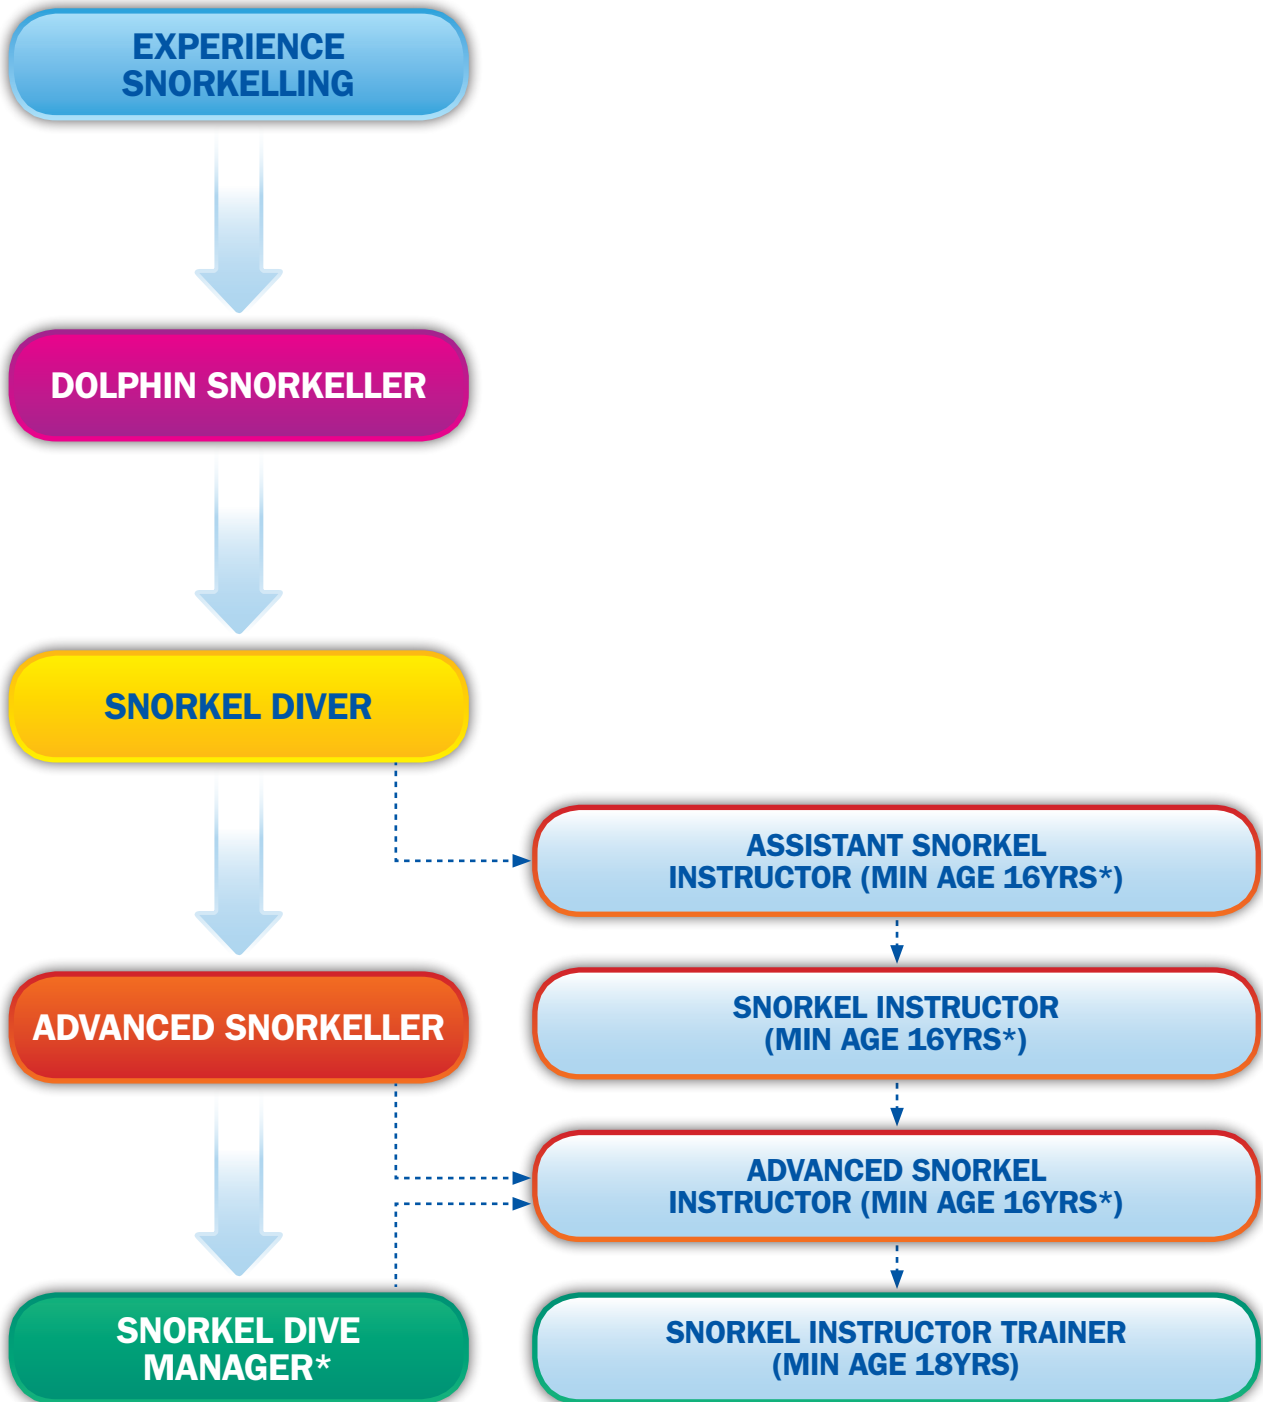 EXPERIENCE
SNORKELLING
DOLPHIN SNORKELLER
SNORKEL DIVER
ASSISTANT SNORKEL
INSTRUCTOR (MIN AGE 16YRS*)
ADVANCED SNORKELLER
SNORKEL INSTRUCTOR
(MIN AGE 16YRS*)
ADVANCED SNORKEL
INSTRUCTOR (MIN AGE 16YRS*)
SNORKEL DIVE
MANAGER*
SNORKEL INSTRUCTOR TRAINER
(MIN AGE 18YRS)